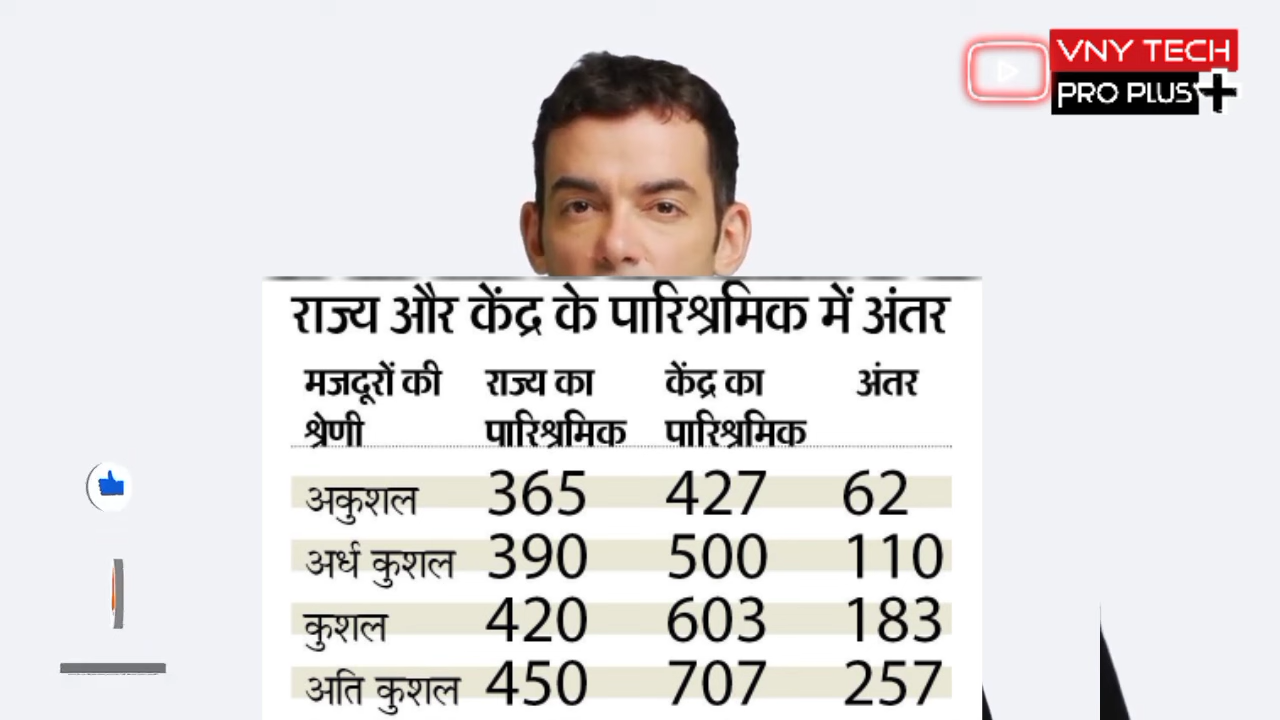 VNY TECH
PRO PLUS+
राज्य और केंद्र के पारिश्रमिक में अंतर
मजदूरों की राज्य का केंद्र का अंतर
श्रेणी पारिश्रमिक पारिश्रमिक
अकुशल 365 427 62
अर्ध कुशल 390 500 110
कुशल 420 603 183
अति कुशल 450 707 257